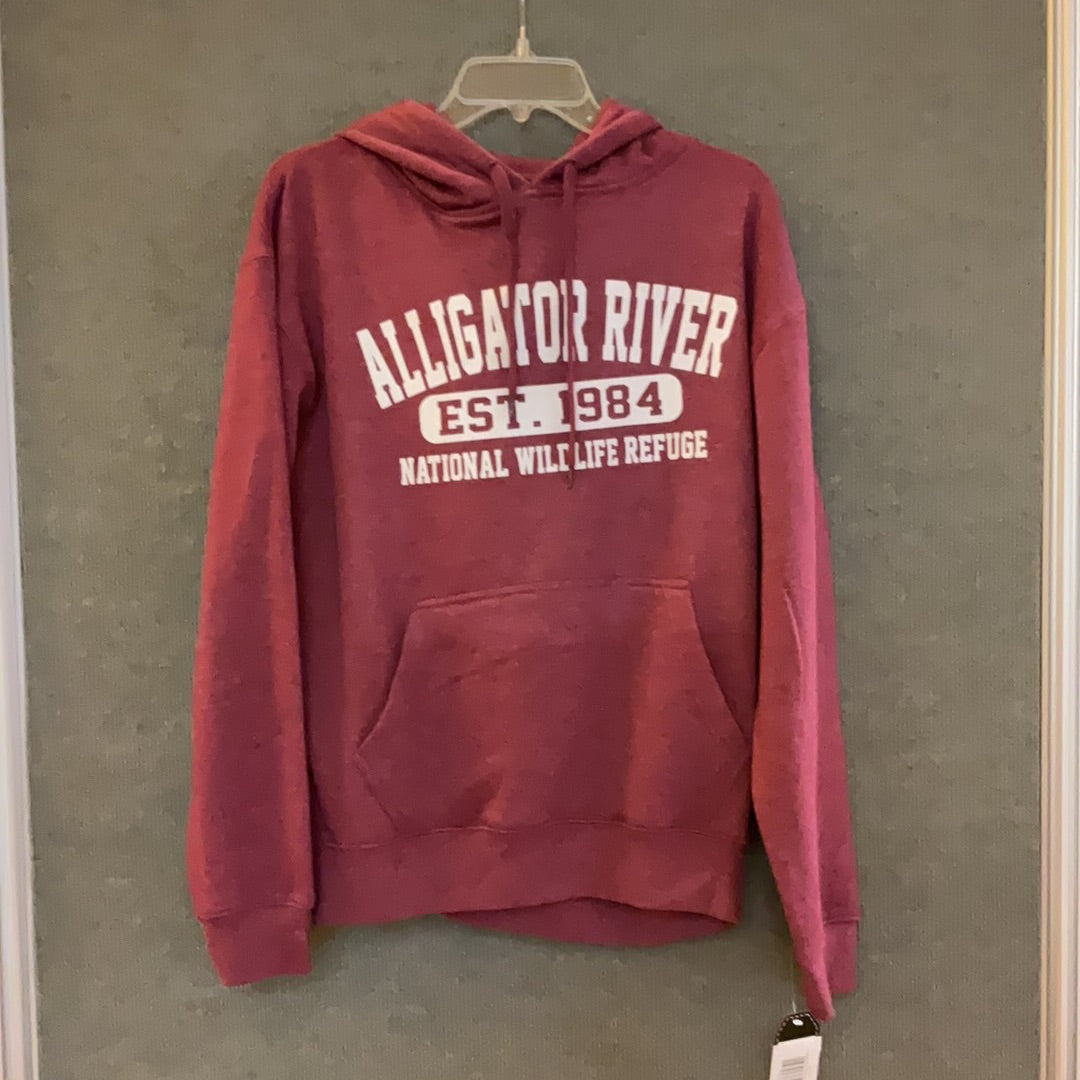 ALLIGATOR RIVER
EST. 1984
NATIONAL WILDLIFE REFUGE